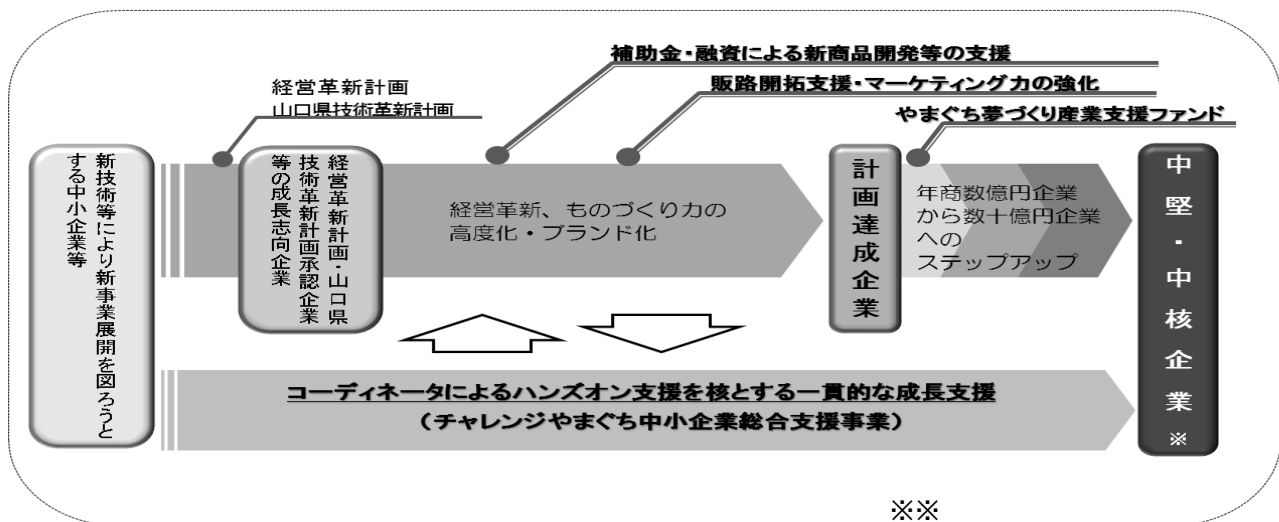 補助金・融資による新商品開発等の支援
経営革新計画
山口県技術革新計画
販路開拓支援・マーケティング力の強化
やまぐち夢づくり産業支援ファンド
新技術等により新事業展開を図ろうと
する中小企業等
経営革新計画・山口県
技術革新計画承認企業
等の成長志向企業
経営革新、ものづくり力の
高度化・ブランド化
計画達成企業
年商数億円企業
から数十億円企業
への
ステップアップ
中堅・中核企業※
コーディネータによるハンズオン支援を核とする一貫的な成長支援
（チャレンジやまぐち中小企業総合支援事業）
※※